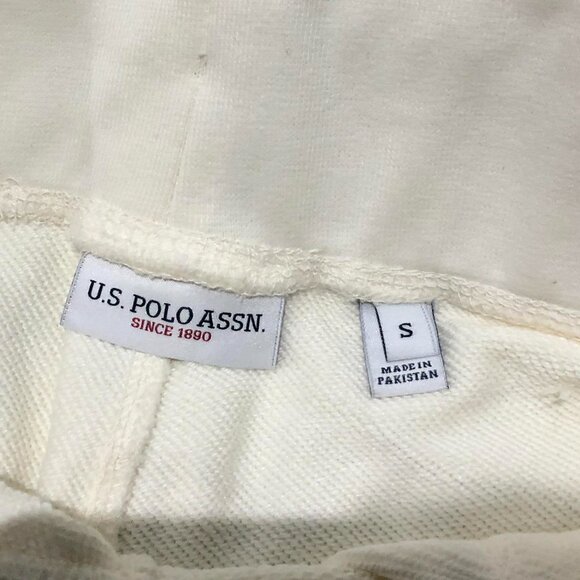 U.S. POLO ASSN.
SINCE 1890
S
MADE IN
PAKISTAN